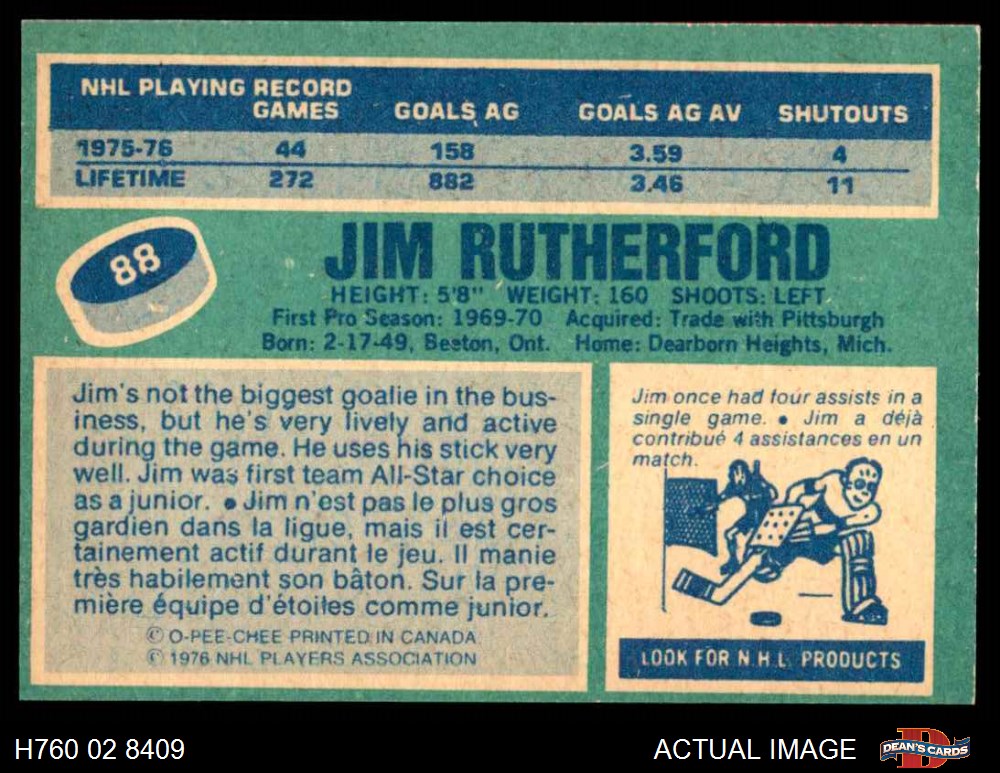 NHL PLAYING RECORD
GAMES GOALS AG GOALS AG AV SHUTOUTS
1975-76 44 158 3.59 4
LIFETIME 272 882 3.46 11
88
JIM RUTHERFORD
HEIGHT: 5'8" WEIGHT: 160 SHOOTS: LEFT
First Pro Season: 1969-70 Acquired: Trade with Pittsburgh
Born: 2-17-49, Beeton, Ont. Home: Dearborn Heights, Mich.
Jim's not the biggest goalie in the bus-
iness, but he's very lively and active
during the game. He uses his stick very
well. Jim was first team All-Star choice
as a junior. ● Jim n'est pas le plus gros
gardien dans la ligue, mais il est cer-
tainement actif durant le jeu. Il manie
très habilement son bâton. Sur la pre-
mière équipe d'étoiles comme junior.
© O-PEE-CHEE PRINTED IN CANADA
© 1976 NHL PLAYERS ASSOCIATION
Jim once had four assists in a
single game. ● Jim a déjà
contribué 4 assistances en un
match.
LOOK FOR N.H.L. PRODUCTS
H760 02 8409
ACTUAL IMAGE
D
DEAN'S CARDS